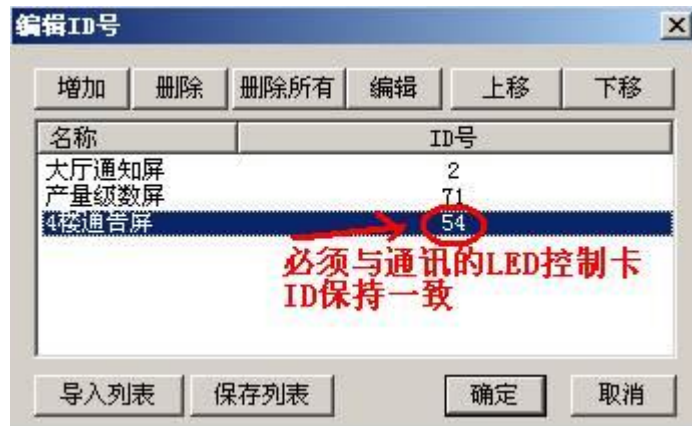 编辑ID号
增加 删除 删除所有 编辑 上移 下移
名称 ID号
大厅通知屏 2
产量级数屏 71
4楼通告屏 54
必须与通讯的LED控制卡
ID保持一致
导入列表 保存列表 确定 取消